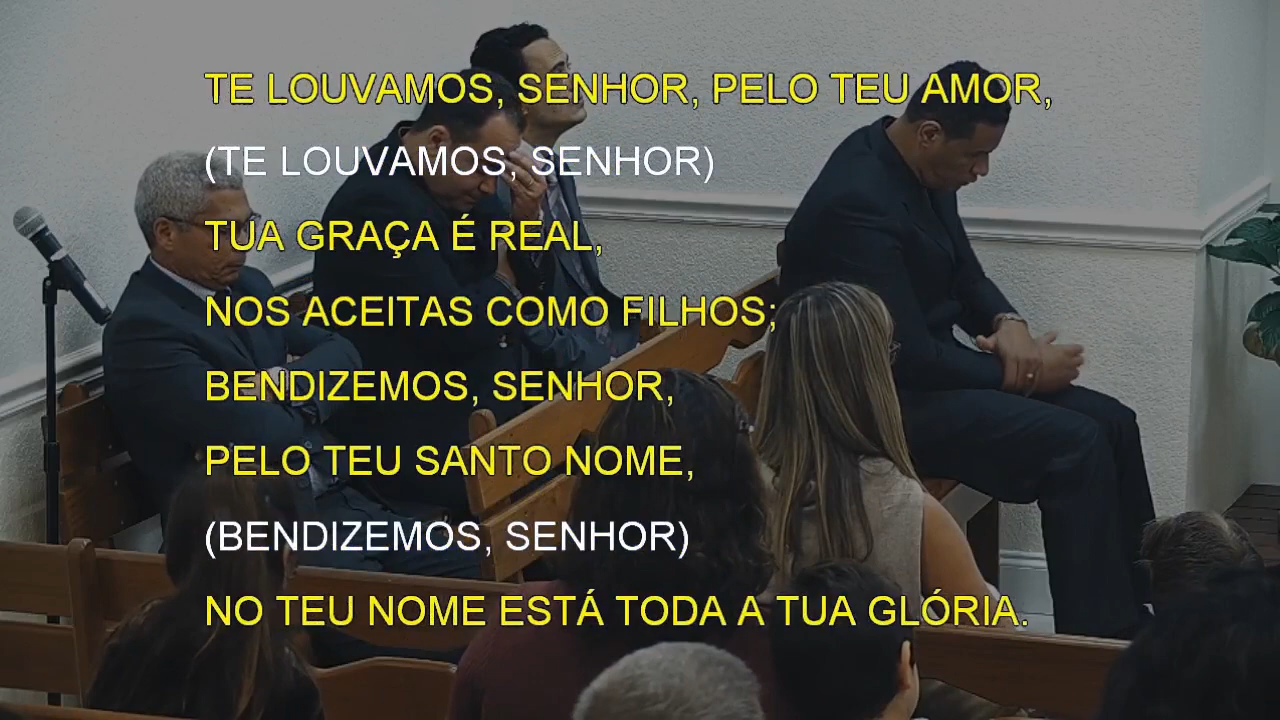 TE LOUVAMOS, SENHOR, PELO TEU AMOR,
(TE LOUVAMOS, SENHOR)
TUA GRAÇA É REAL,
NOS ACEITAS COMO FILHOS;
BENDIZEMOS, SENHOR,
PELO TEU SANTO NOME,
(BENDIZEMOS, SENHOR)
NO TEU NOME ESTÁ TODA A TUA GLÓRIA.